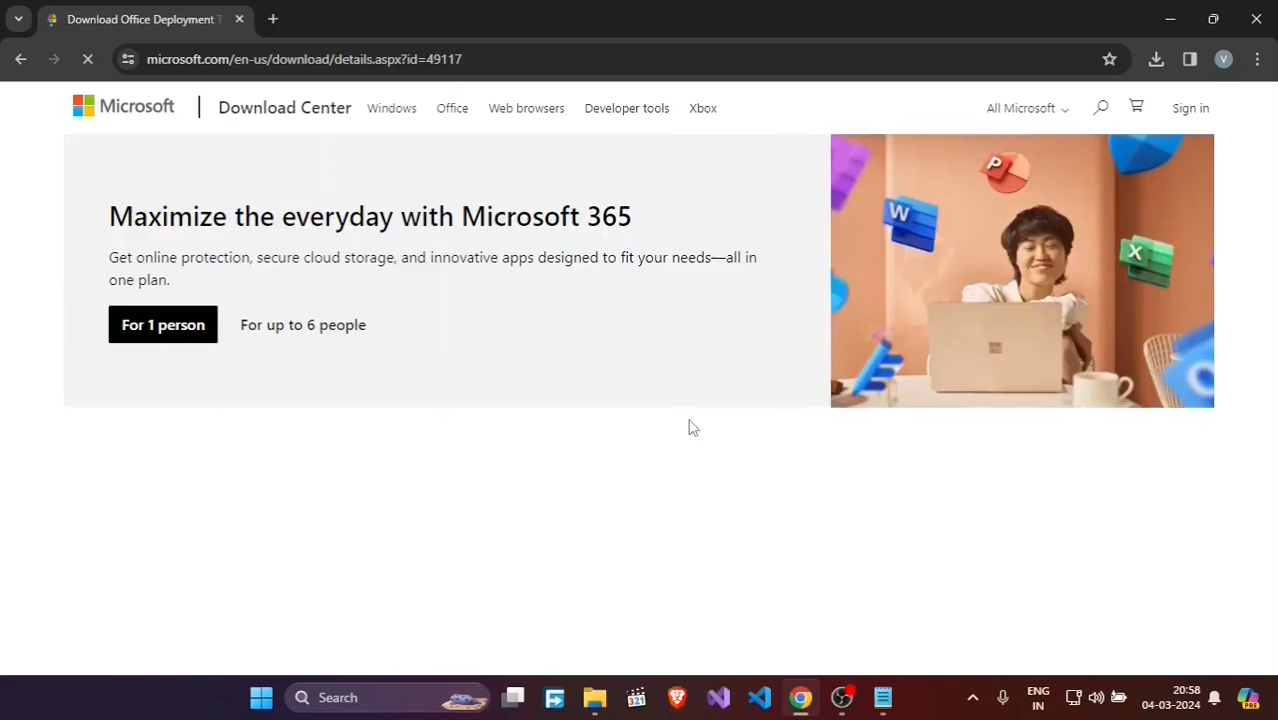 Download Office Deployment T
microsoft.com/en-us/download/details.aspx?id=49117
V
Microsoft
Download Center
Windows
Office
Web browsers
Developer tools
Xbox
All Microsoft
Sign in
Maximize the everyday with Microsoft 365
Get online protection, secure cloud storage, and innovative apps designed to fit your needs—all in
one plan.
For 1 person
For up to 6 people
P
W
X
Search
321
ENG
IN
20:58
04-03-2024
PRE